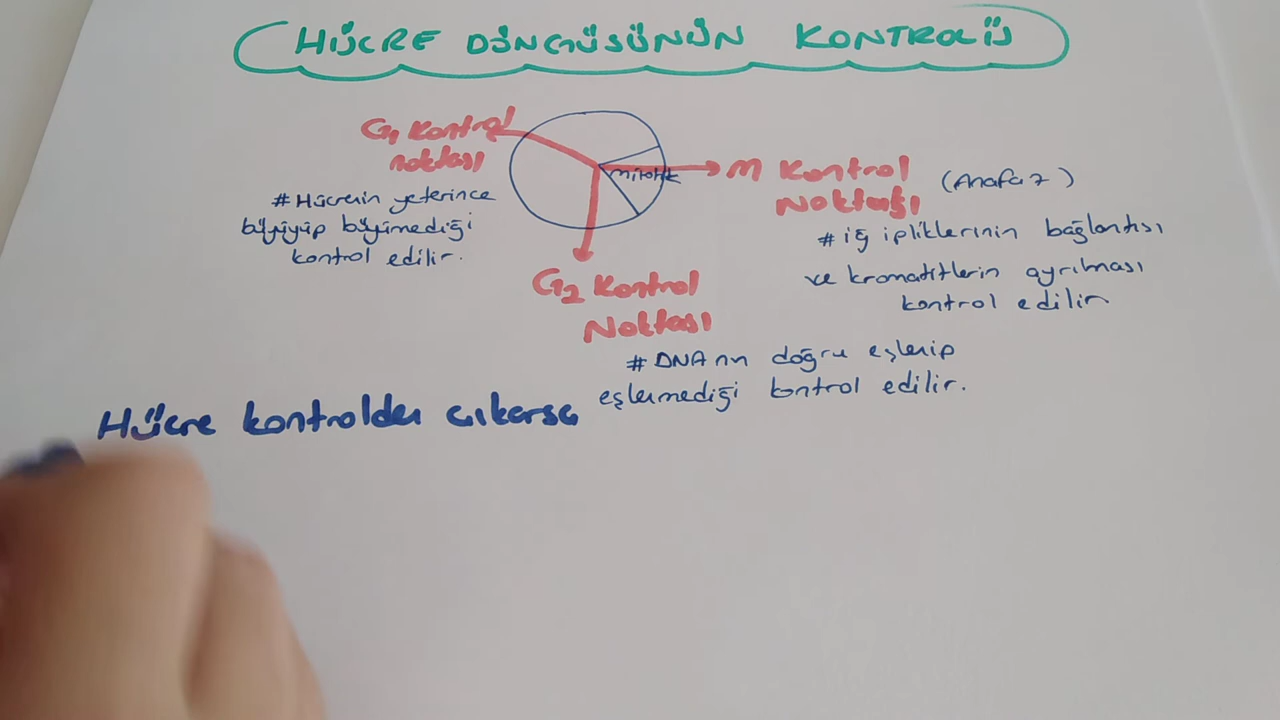 HÜCRE DÖNGÜSÜNÜN KONTROLÜ
G1 Kontrol
noktası
# Hücrenin yeterince
büyüyüp büyümediği
kontrol edilir.
mitotik
M Kontrol
Noktası
(Anafaz)
# iğ ipliklerinin bağlantısı
ve kromatitlerin ayrılması
kontrol edilir
G2 Kontrol
Noktası
# DNA nın doğru eşlenip
eşlenmediği kontrol edilir.
Hücre kontrolden çıkarsa